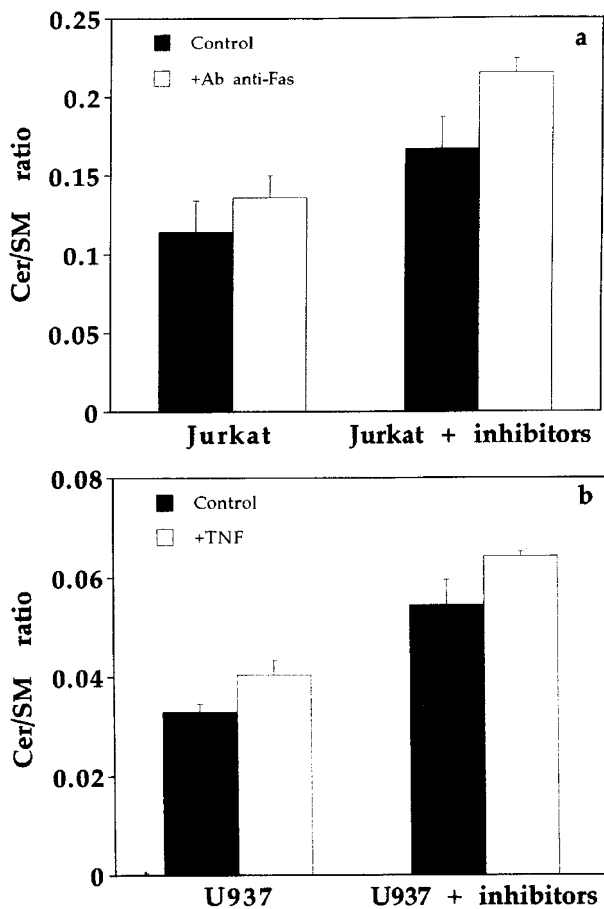 0.25
a
Control
+Ab anti-Fas
0.2
0.15
0.1
0.05
0
Cer/SM ratio
Jurkat
Jurkat + inhibitors
0.08
b
Control
+TNF
0.06
0.04
0.02
0
Cer/SM ratio
U937
U937 + inhibitors